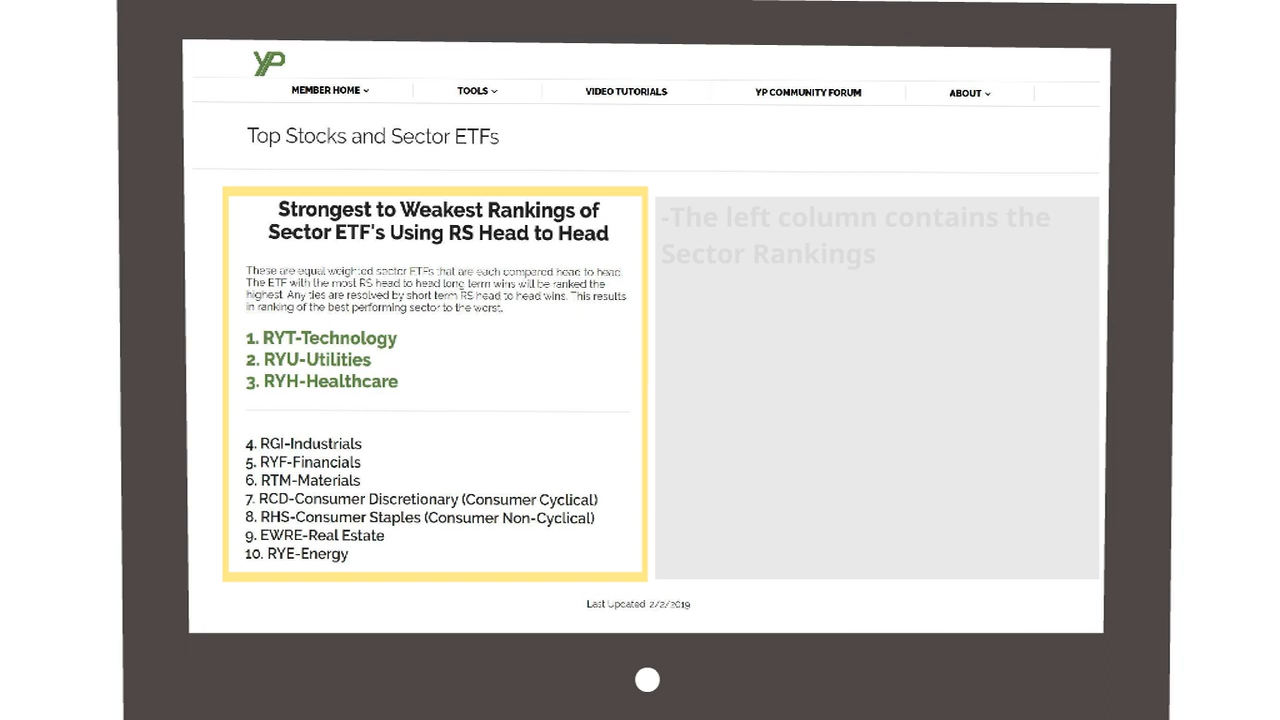 YP
MEMBER HOME
TOOLS
VIDEO TUTORIALS
YP COMMUNITY FORUM
ABOUT
Top Stocks and Sector ETFs
Strongest to Weakest Rankings of
Sector ETF's Using RS Head to Head
These are equal weighted sector ETFs that are each compared head to head.
The ETF with the most RS head to head long term wins will be ranked the
highest. Any ties are resolved by short term RS head to head wins. This results
in ranking of the best performing sector to the worst.
1. RYT-Technology
2. RYU-Utilities
3. RYH-Healthcare
4. RGI-Industrials
5. RYF-Financials
6. RTM-Materials
7. RCD-Consumer Discretionary (Consumer Cyclical)
8. RHS-Consumer Staples (Consumer Non-Cyclical)
9. EWRE-Real Estate
10. RYE-Energy
-The left column contains the
Sector Rankings
Last Updated 2/2/2019